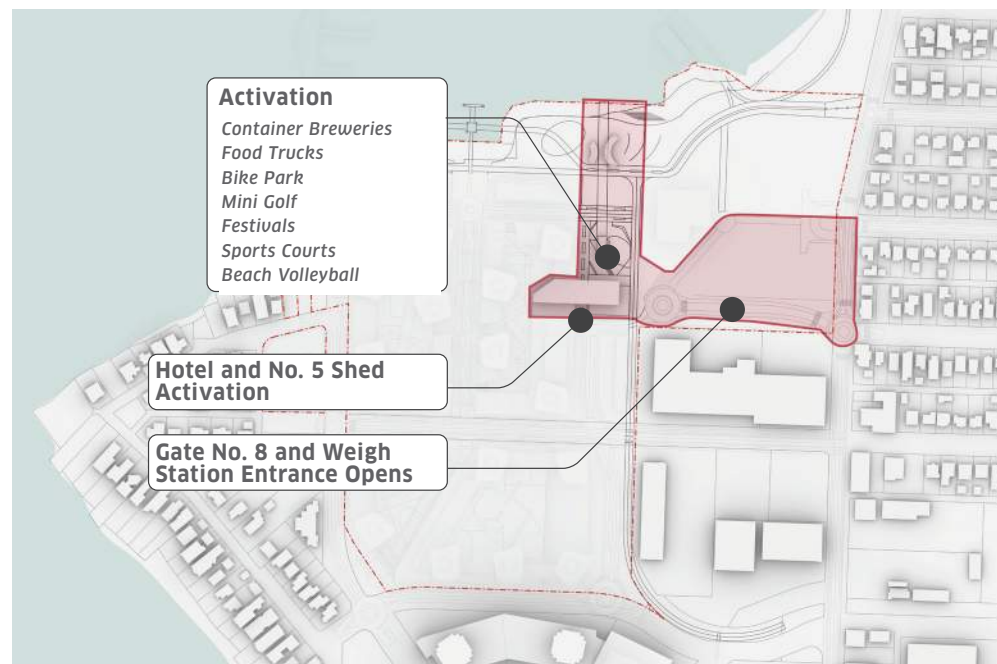 Activation
Container Breweries
Food Trucks
Bike Park
Mini Golf
Festivals
Sports Courts
Beach Volleyball
Hotel and No. 5 Shed
Activation
Gate No. 8 and Weigh
Station Entrance Opens